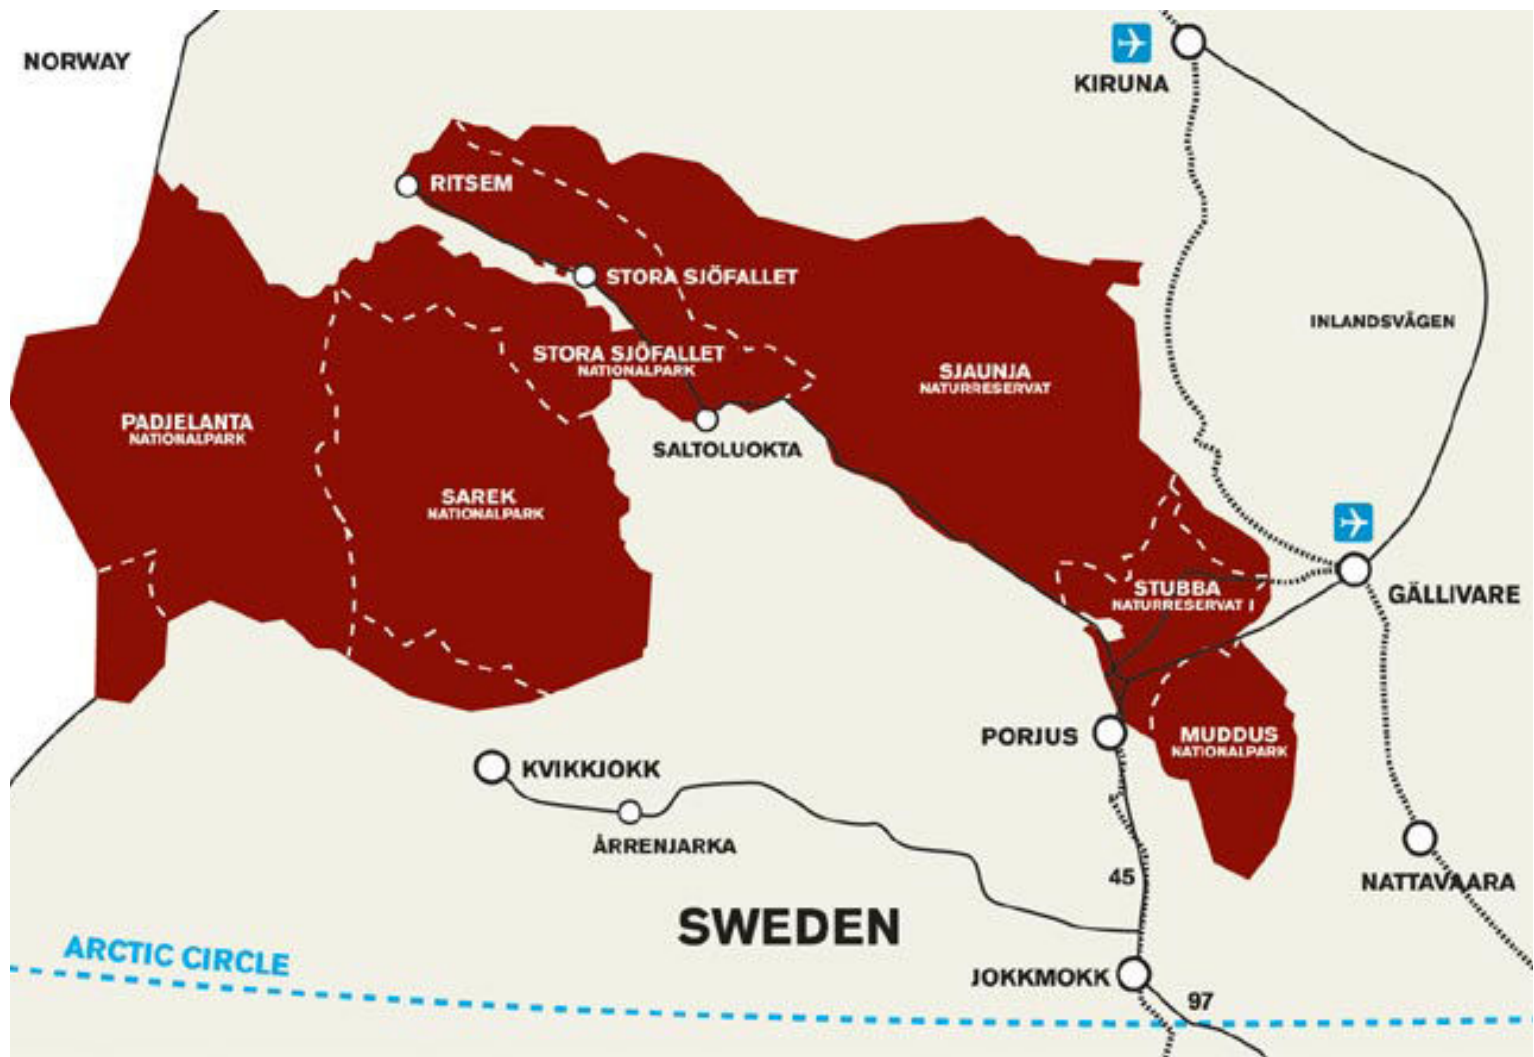 NORWAY
KIRUNA
RITSEM
STORA SJÖFALLET
INLANDSVÄGEN
STORA SJÖFALLET
NATIONALPARK
SJAUNJA
NATURRESERVAT
PADJELANTA
NATIONALPARK
SALTOLUOKTA
SAREK
NATIONALPARK
STUBBA
NATURRESERVAT
GÄLLIVARE
PORJUS
MUDDUS
NATIONALPARK
KVIKKJOKK
ÅRRENJARKA
45
NATTAVAARA
SWEDEN
ARCTIC CIRCLE
JOKKMOKK
97